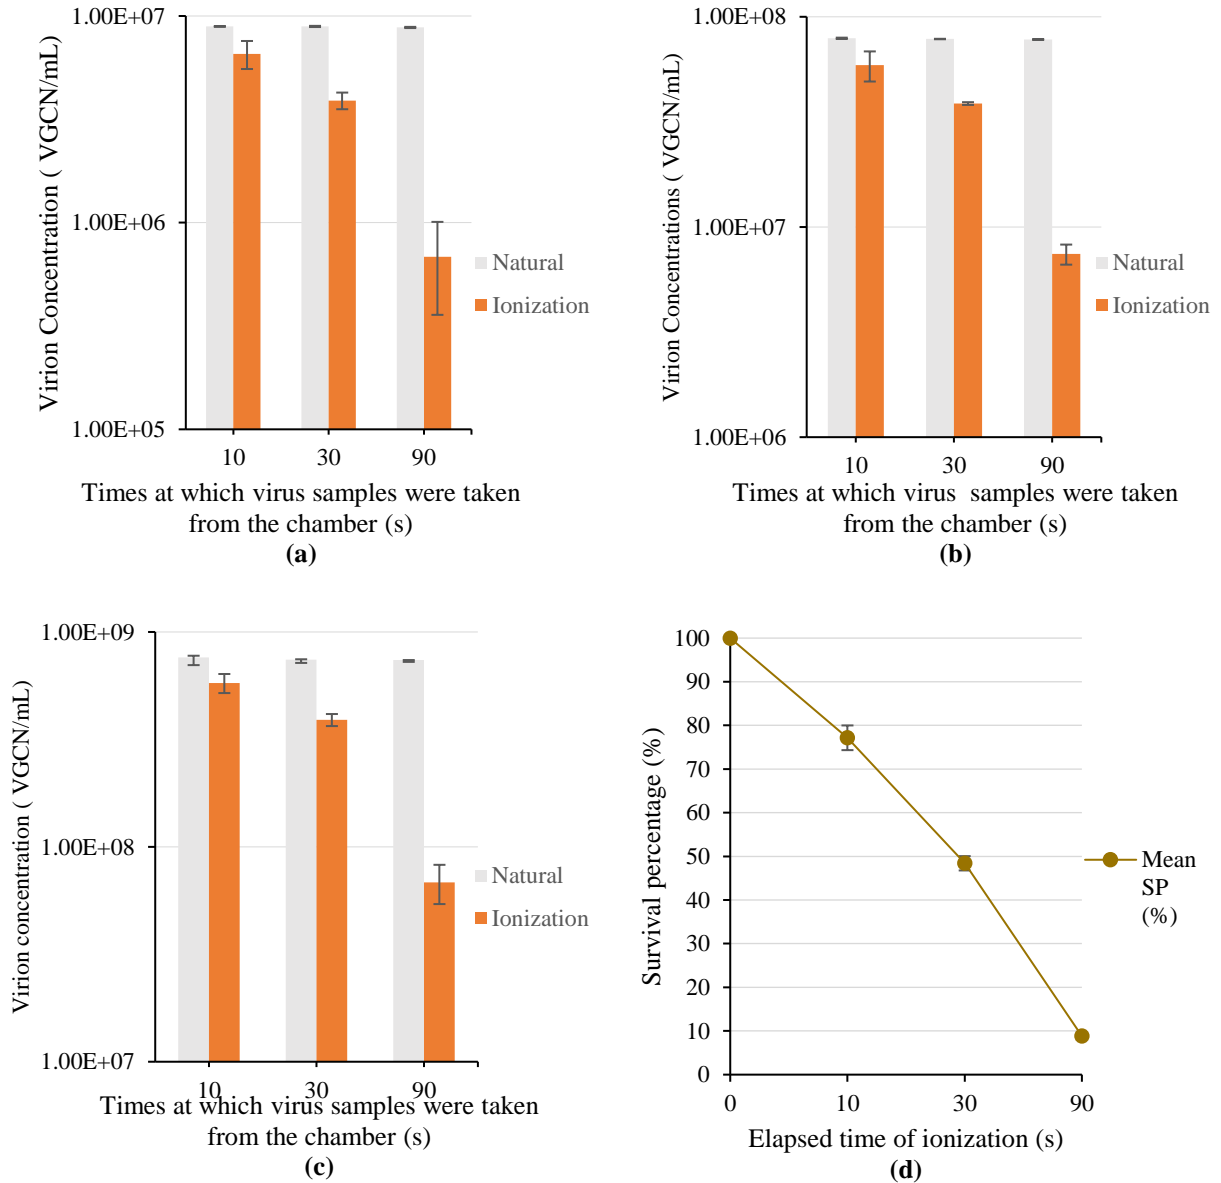 1.00E+07
1.00E+06
1.00E+05
Virion Concentration ( VGCN/mL)
10 30 90
Times at which virus samples were taken
from the chamber (s)
(a)
Natural
Ionization
1.00E+08
1.00E+07
1.00E+06
Virion Concentrations ( VGCN/mL)
10 30 90
Times at which virus samples were taken
from the chamber (s)
(b)
Natural
Ionization
1.00E+09
1.00E+08
1.00E+07
Virion concentration ( VGCN/mL)
10 30 90
Times at which virus samples were taken
from the chamber (s)
(c)
Natural
Ionization
100
90
80
70
60
50
40
30
20
10
0
Survival percentage (%)
0 10 30 90
Elapsed time of ionization (s)
(d)
Mean
SP
(%)